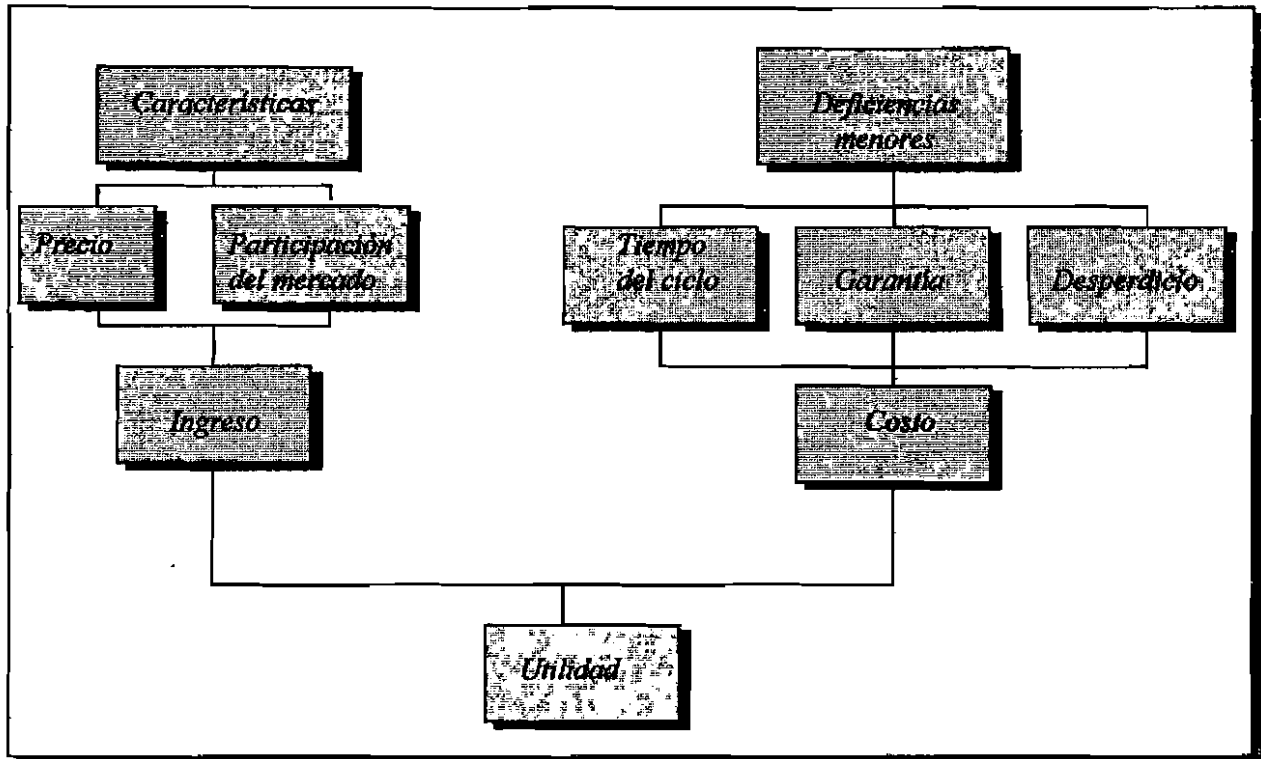 Características
Deficiencias
menores
Precio
Participación
del mercado
Tiempo
del ciclo
Garantía
Desperdicio
Ingreso
Costo
Utilidad